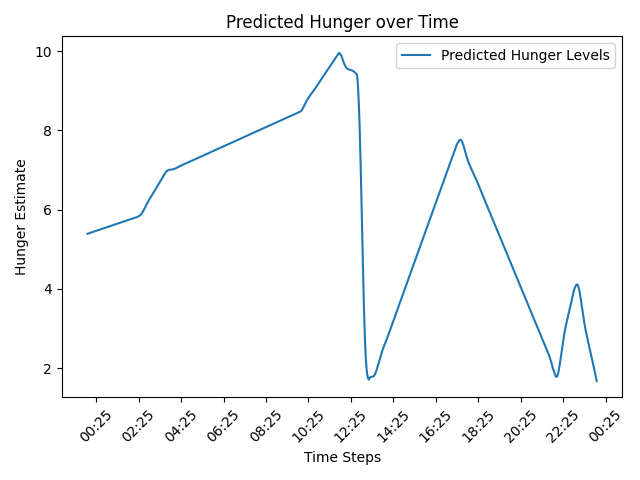 Predicted Hunger over Time
Predicted Hunger Levels
Hunger Estimate
10
8
6
4
2
00:25 02:25 04:25 06:25 08:25 10:25 12:25 14:25 16:25 18:25 20:25 22:25 00:25
Time Steps